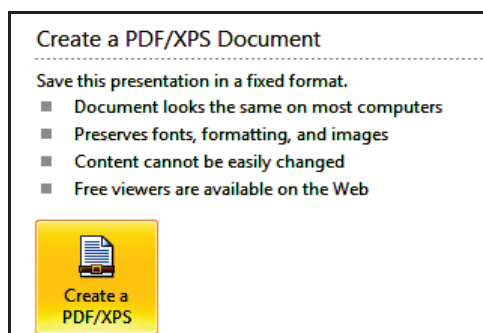 Create a PDF/XPS Document
Save this presentation in a fixed format.
Document looks the same on most computers
Preserves fonts, formatting, and images
Content cannot be easily changed
Free viewers are available on the Web
Create a
PDF/XPS